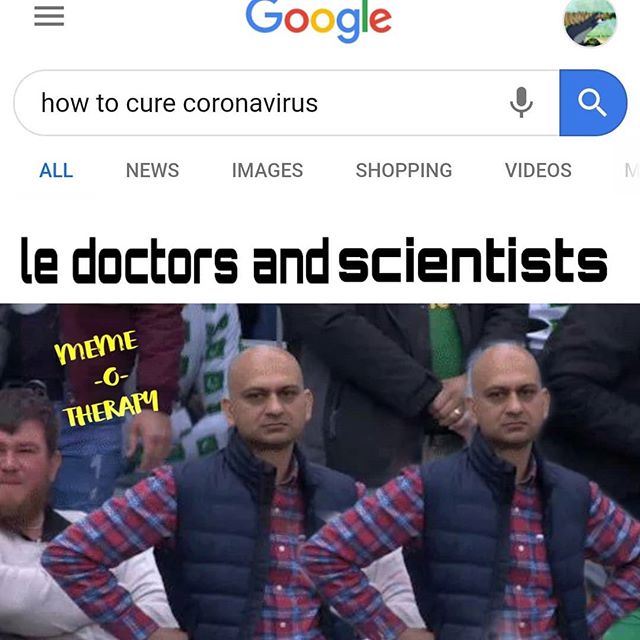 Google
how to cure coronavirus
ALL NEWS IMAGES SHOPPING VIDEOS M
le doctors and scientists
MEME
-O-
THERAPY